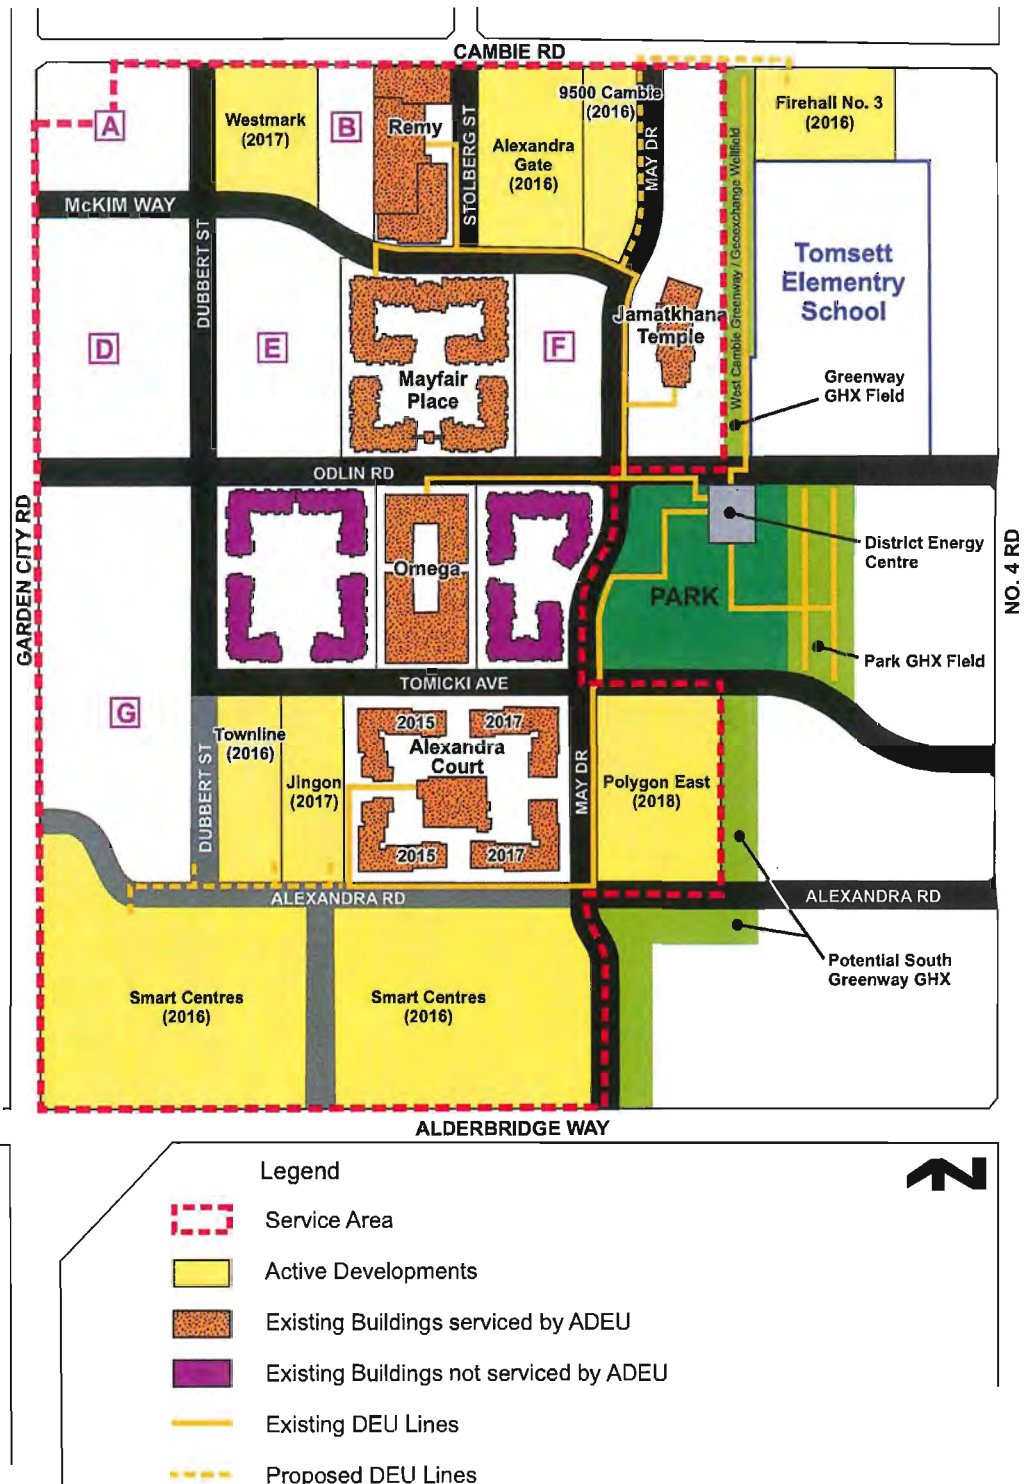 CAMBIE RD
A
Westmark
(2017)
B
Remy
STOLBERG ST
Alexandra
Gate
(2016)
9500 Cambie
(2016)
MAY DR
West Cambie Greenway / Geoexchange Wellfield
Firehall No. 3
(2016)
McKIM WAY
DUBBERT ST
Tomsett
Elementry
School
D
E
Mayfair
Place
F
Jamatkhana
Temple
Greenway
GHX Field
ODLIN RD
GARDEN CITY RD
NO. 4 RD
Omega
PARK
District Energy
Centre
Park GHX Field
TOMICKI AVE
G
DUBBERT ST
Townline
(2016)
Jingon
(2017)
2015
2017
Alexandra
Court
2015
2017
MAY DR
Polygon East
(2018)
ALEXANDRA RD
ALEXANDRA RD
Potential South
Greenway GHX
Smart Centres
(2016)
Smart Centres
(2016)
ALDERBRIDGE WAY
N
Legend
Service Area
Active Developments
Existing Buildings serviced by ADEU
Existing Buildings not serviced by ADEU
Existing DEU Lines
Proposed DEU Lines